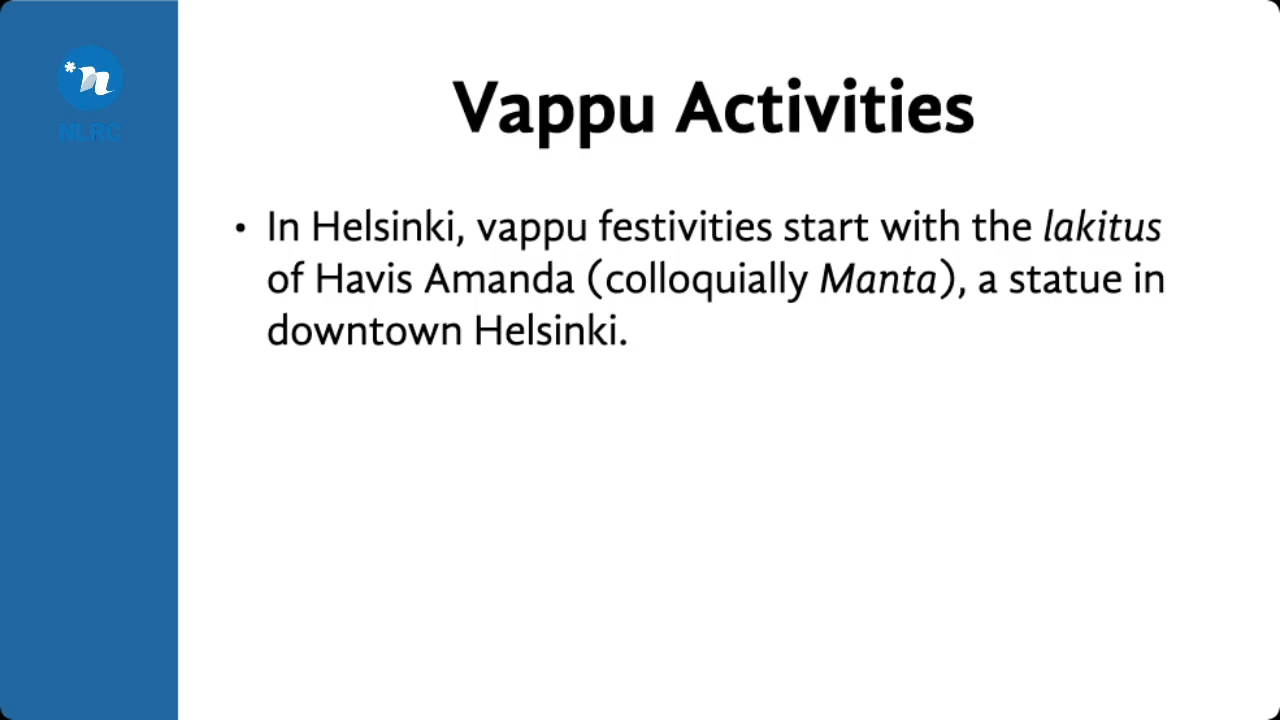 NLRC
Vappu Activities
• In Helsinki, vappu festivities start with the lakitus
of Havis Amanda (colloquially Manta), a statue in
downtown Helsinki.